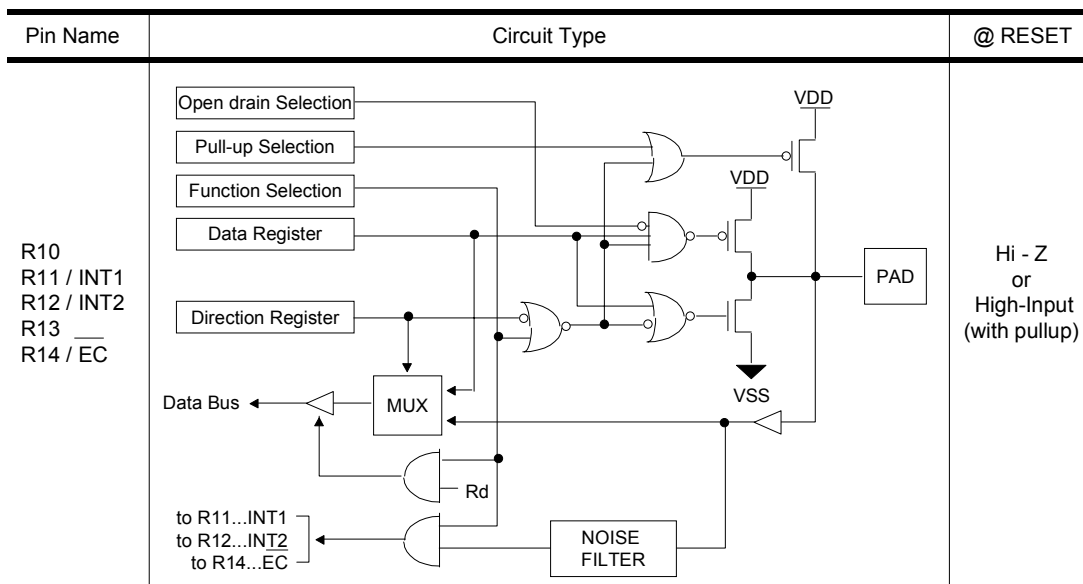 Pin Name
Circuit Type
@ RESET
R10
R11 / INT1
R12 / INT2
R13
R14 / E̅C̅
Open drain Selection
Pull-up Selection
Function Selection
Data Register
Direction Register
Data Bus
MUX
Rd
to R11...INT1
to R12...INT2
to R14...E̅C̅
NOISE
FILTER
VDD
VDD
VSS
PAD
Hi - Z
or
High-Input
(with pullup)